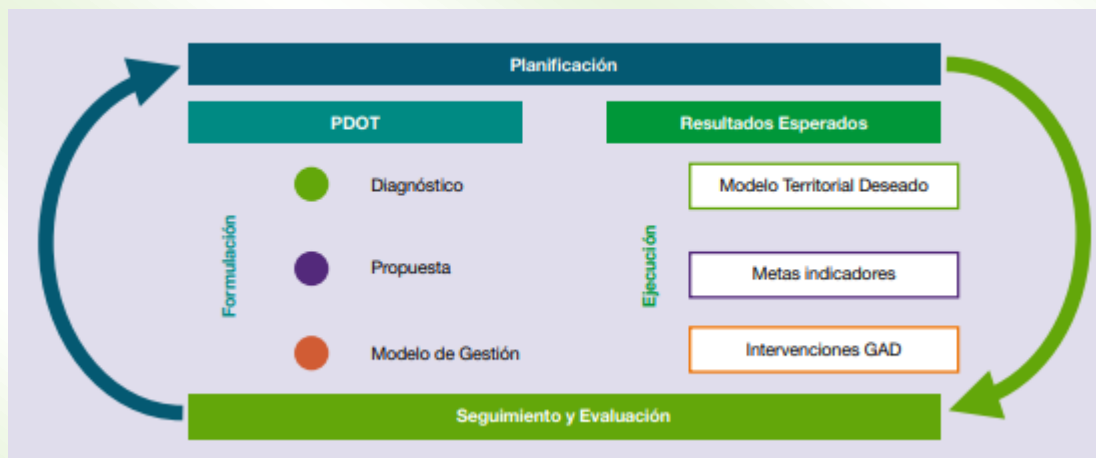 Planificación
PDOT
Resultados Esperados
Formulación
Diagnóstico
Propuesta
Modelo de Gestión
Ejecución
Modelo Territorial Deseado
Metas indicadores
Intervenciones GAD
Seguimiento y Evaluación